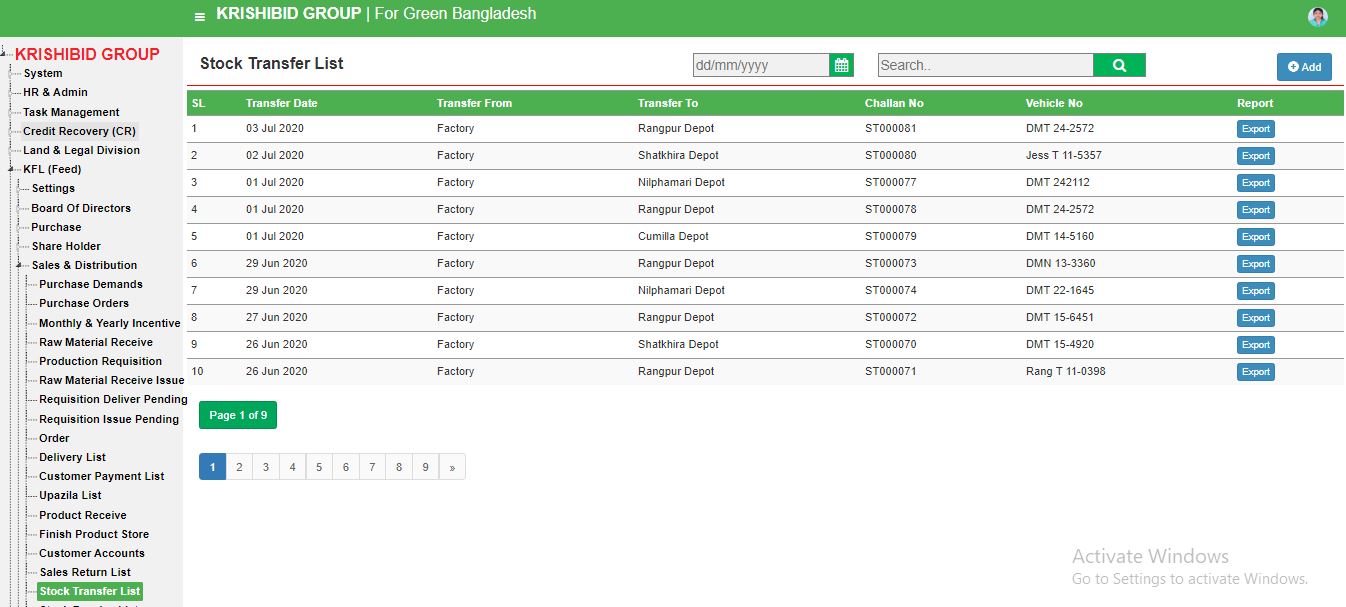 ≡ KRISHIBID GROUP | For Green Bangladesh
KRISHIBID GROUP
System
HR & Admin
Task Management
Credit Recovery (CR)
Land & Legal Division
KFL (Feed)
Settings
Board Of Directors
Purchase
Share Holder
Sales & Distribution
Purchase Demands
Purchase Orders
Monthly & Yearly Incentive
Raw Material Receive
Production Requisition
Raw Material Receive Issue
Requisition Deliver Pending
Requisition Issue Pending
Order
Delivery List
Customer Payment List
Upazila List
Product Receive
Finish Product Store
Customer Accounts
Sales Return List
Stock Transfer List
Stock Transfer List dd/mm/yyyy Search.. Add
SL Transfer Date Transfer From Transfer To Challan No Vehicle No Report
1 03 Jul 2020 Factory Rangpur Depot ST000081 DMT 24-2572 Export
2 02 Jul 2020 Factory Shatkhira Depot ST000080 Jess T 11-5357 Export
3 01 Jul 2020 Factory Nilphamari Depot ST000077 DMT 242112 Export
4 01 Jul 2020 Factory Rangpur Depot ST000078 DMT 24-2572 Export
5 01 Jul 2020 Factory Cumilla Depot ST000079 DMT 14-5160 Export
6 29 Jun 2020 Factory Rangpur Depot ST000073 DMN 13-3360 Export
7 29 Jun 2020 Factory Nilphamari Depot ST000074 DMT 22-1645 Export
8 27 Jun 2020 Factory Rangpur Depot ST000072 DMT 15-6451 Export
9 26 Jun 2020 Factory Shatkhira Depot ST000070 DMT 15-4920 Export
10 26 Jun 2020 Factory Rangpur Depot ST000071 Rang T 11-0398 Export
Page 1 of 9
1 2 3 4 5 6 7 8 9 »
Activate Windows
Go to Settings to activate Windows.